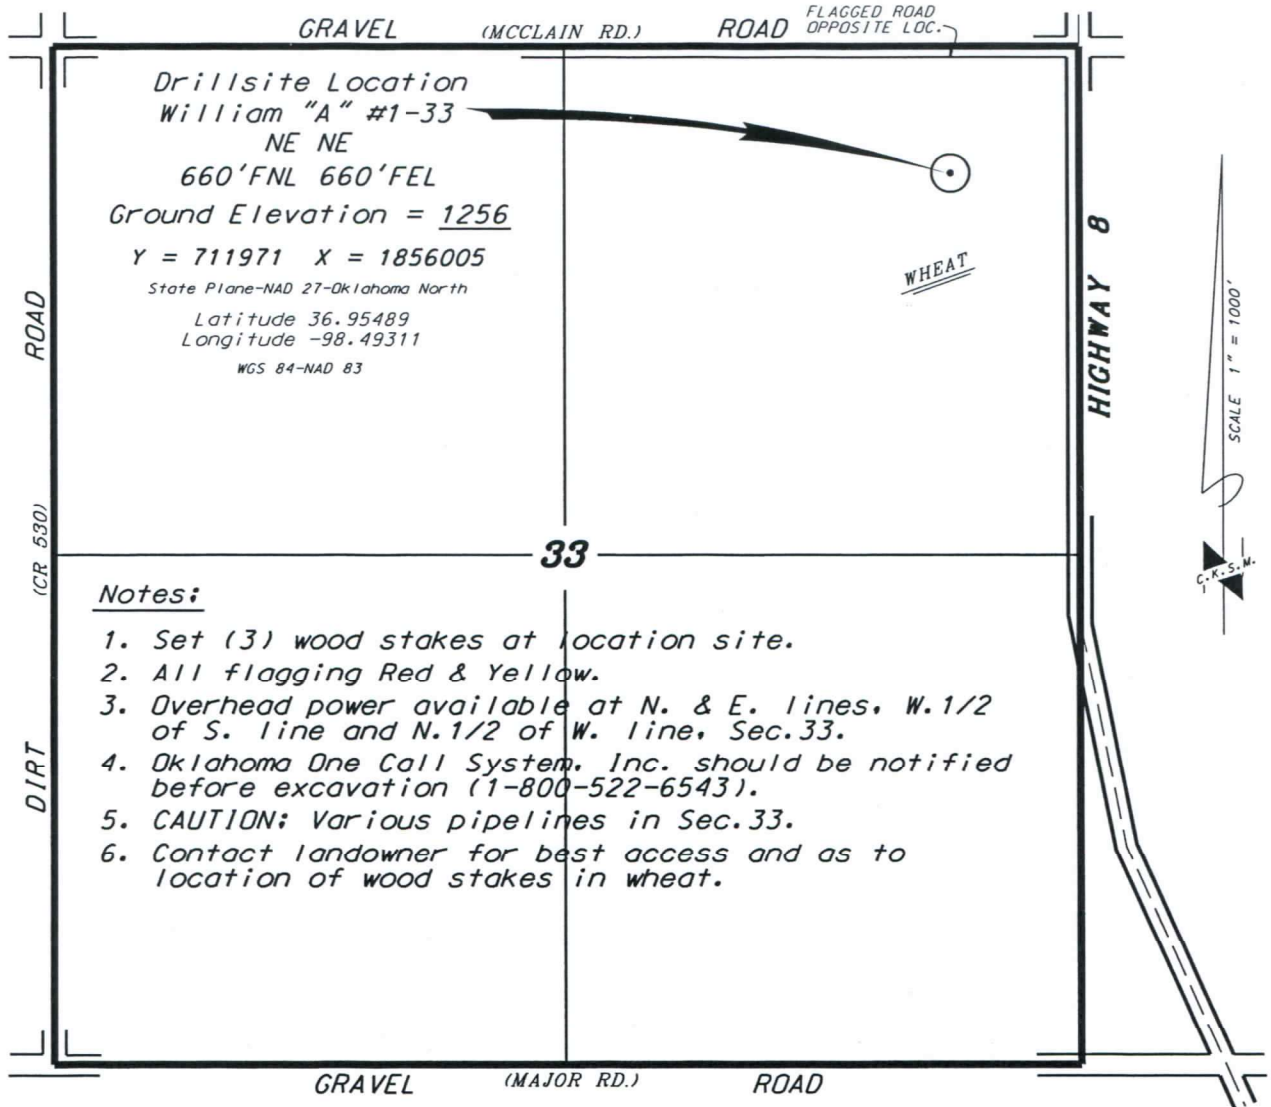 GRAVEL (MCCLAIN RD.) ROAD
FLAGGED ROAD
OPPOSITE LOC.
Drillsite Location
William "A" #1-33
NE NE
660'FNL 660'FEL
Ground Elevation = 1256
Y = 711971 X = 1856005
State Plane-NAD 27-Oklahoma North
Latitude 36.95489
Longitude -98.49311
WGS 84-NAD 83
WHEAT
HIGHWAY 8
SCALE 1" = 1000'
C.K.S.M.
DIRT (CR 530) ROAD
33
Notes:
1. Set (3) wood stakes at location site.
2. All flagging Red & Yellow.
3. Overhead power available at N. & E. lines, W.1/2
of S. line and N.1/2 of W. line, Sec.33.
4. Oklahoma One Call System, Inc. should be notified
before excavation (1-800-522-6543).
5. CAUTION: Various pipelines in Sec.33.
6. Contact landowner for best access and as to
location of wood stakes in wheat.
GRAVEL (MAJOR RD.) ROAD